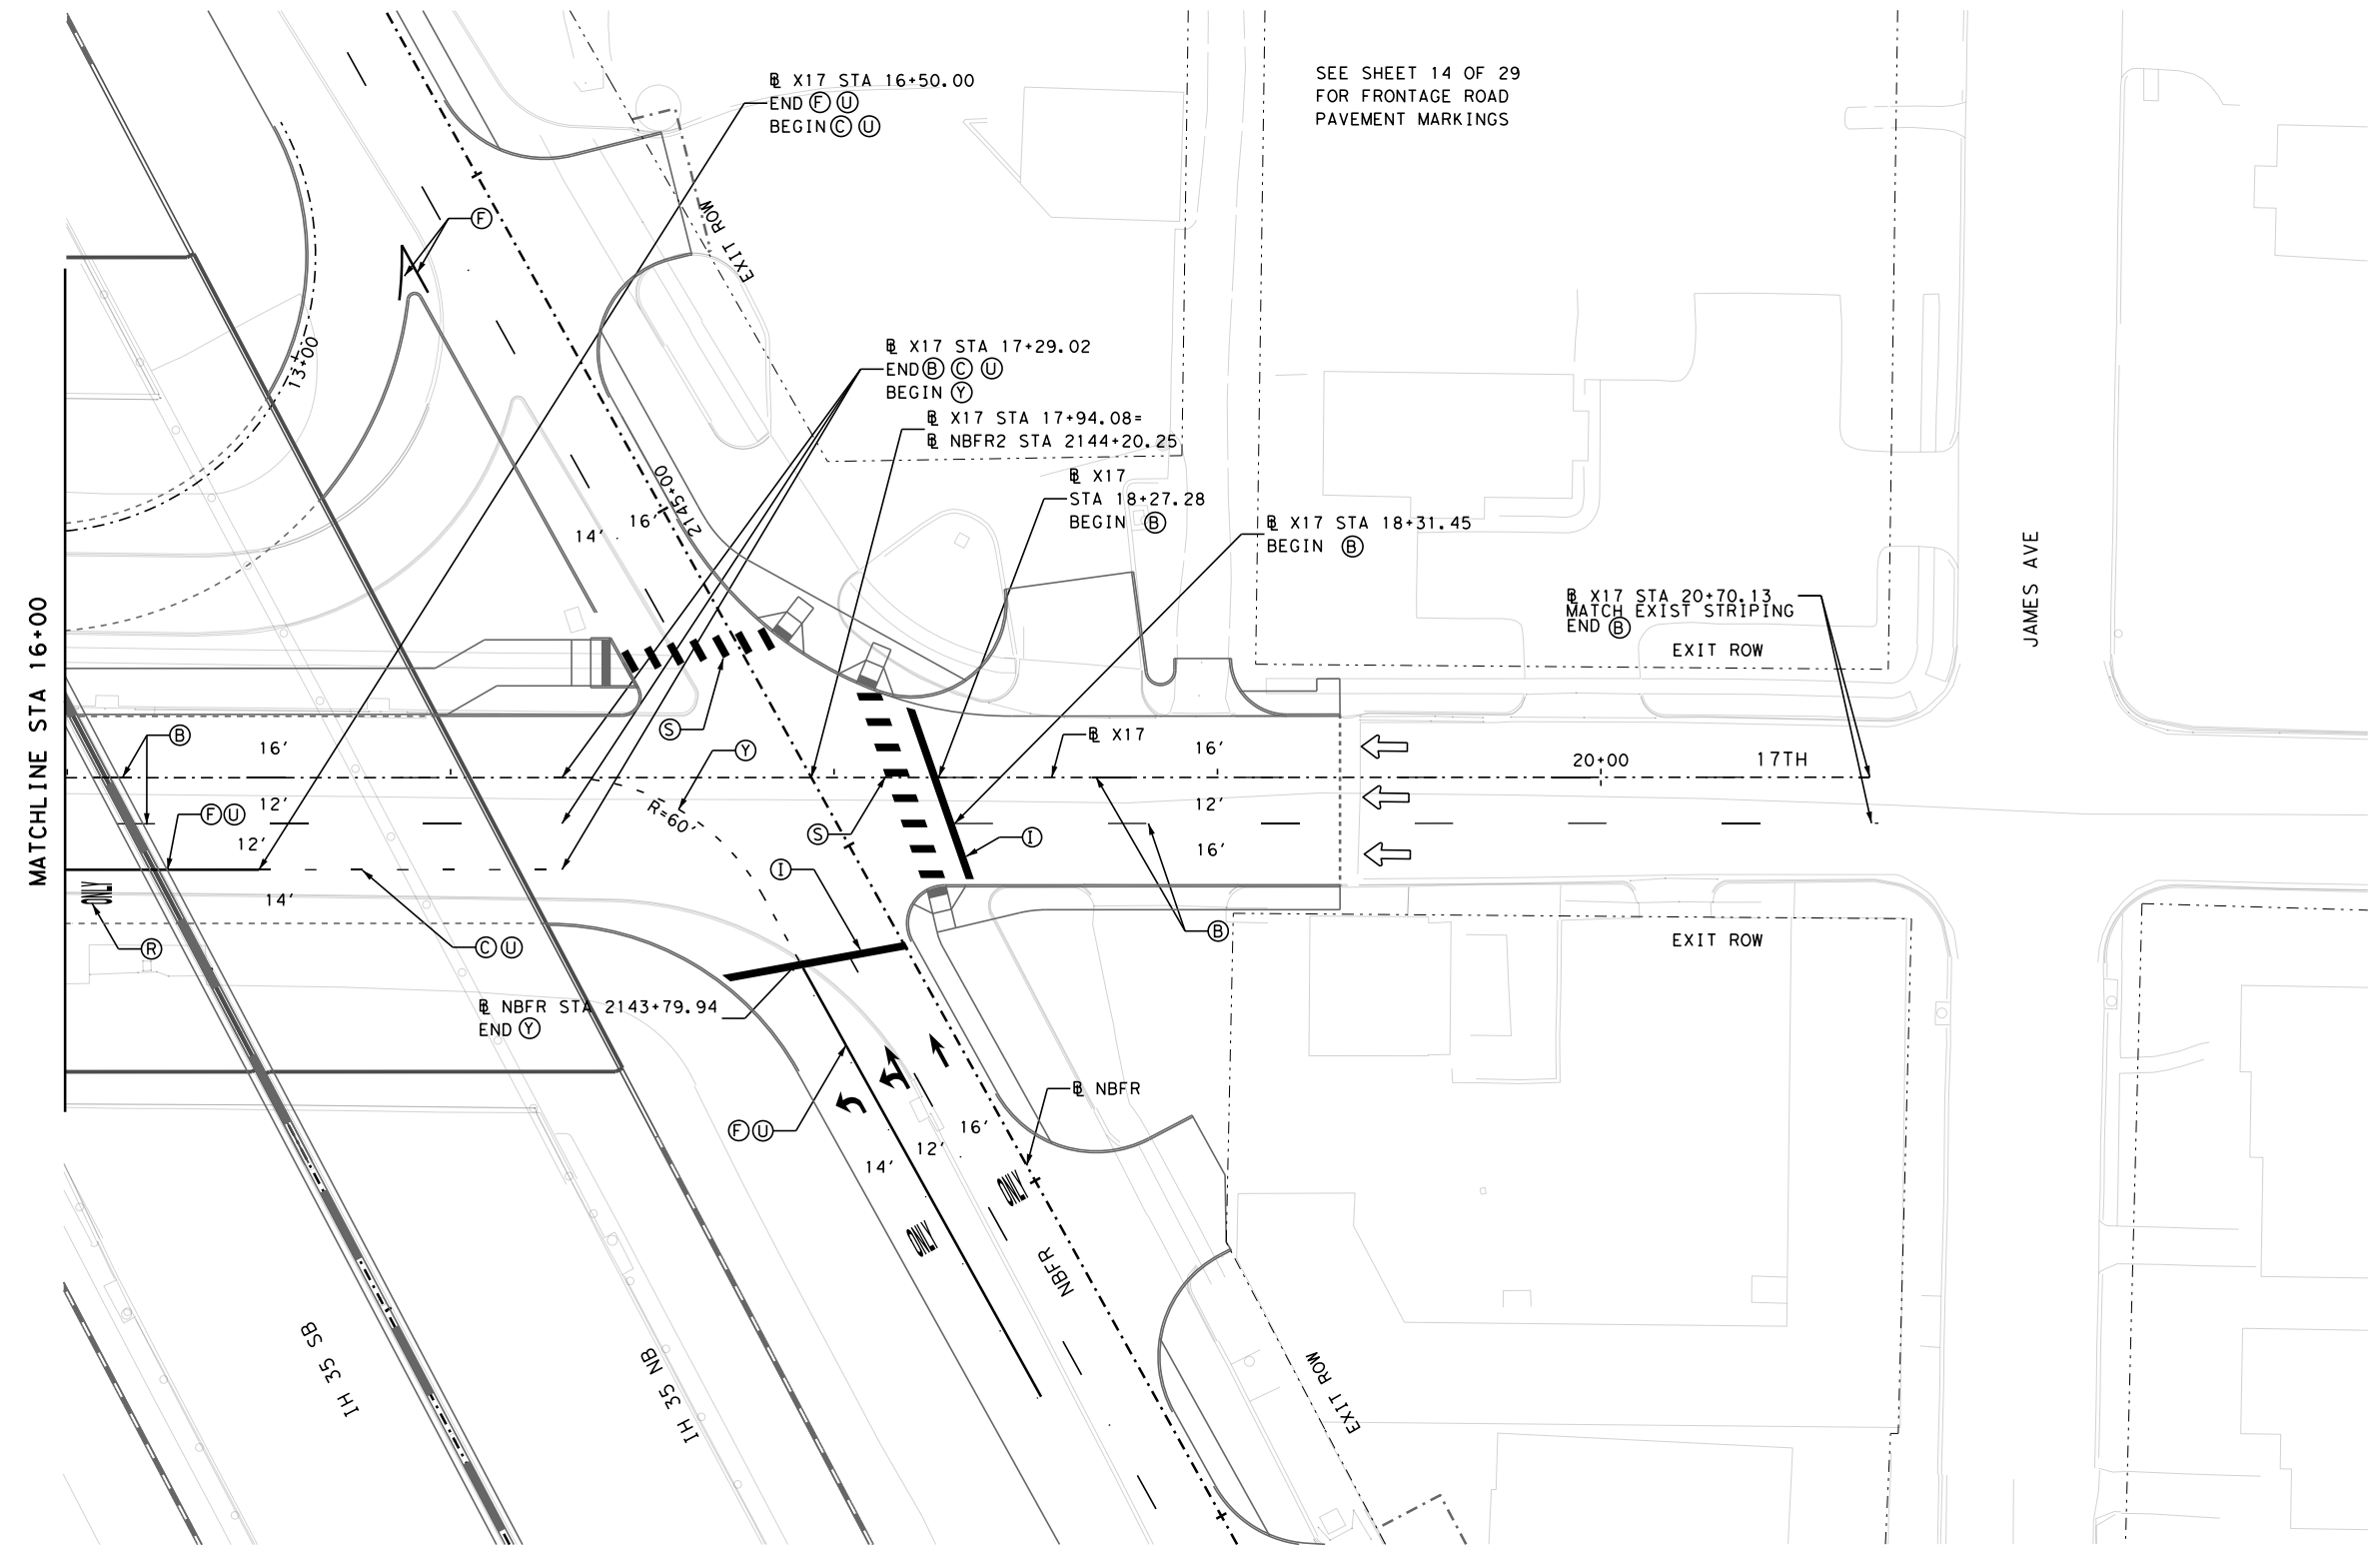 ℄ X17 STA 16+50.00
END Ⓕ Ⓤ
BEGIN Ⓒ Ⓤ
SEE SHEET 14 OF 29
FOR FRONTAGE ROAD
PAVEMENT MARKINGS
Ⓕ
EXIT ROW
13+00
℄ X17 STA 17+29.02
END Ⓑ Ⓒ Ⓤ
BEGIN Ⓨ
℄ X17 STA 17+94.08=
℄ NBFR2 STA 2144+20.25
℄ X17
STA 18+27.28
BEGIN Ⓑ
℄ X17 STA 18+31.45
BEGIN Ⓑ
2145+00
14'
16'
℄ X17 STA 20+70.13
MATCH EXIST STRIPING
END Ⓑ
EXIT ROW
JAMES AVE
MATCHLINE STA 16+00
Ⓑ
16'
Ⓢ
Ⓨ
℄ X17
16'
20+00
17TH
12'
R=60'
12'
ⒻⓊ
Ⓢ
Ⓘ
12'
16'
Ⓘ
ONLY
14'
Ⓡ
ⒸⓊ
Ⓑ
EXIT ROW
℄ NBFR STA 2143+79.94
END Ⓨ
℄ NBFR
ⒻⓊ
16'
12'
14'
ONLY
ONLY
NBFR
IH 35 SB
IH 35 NB
EXIT ROW